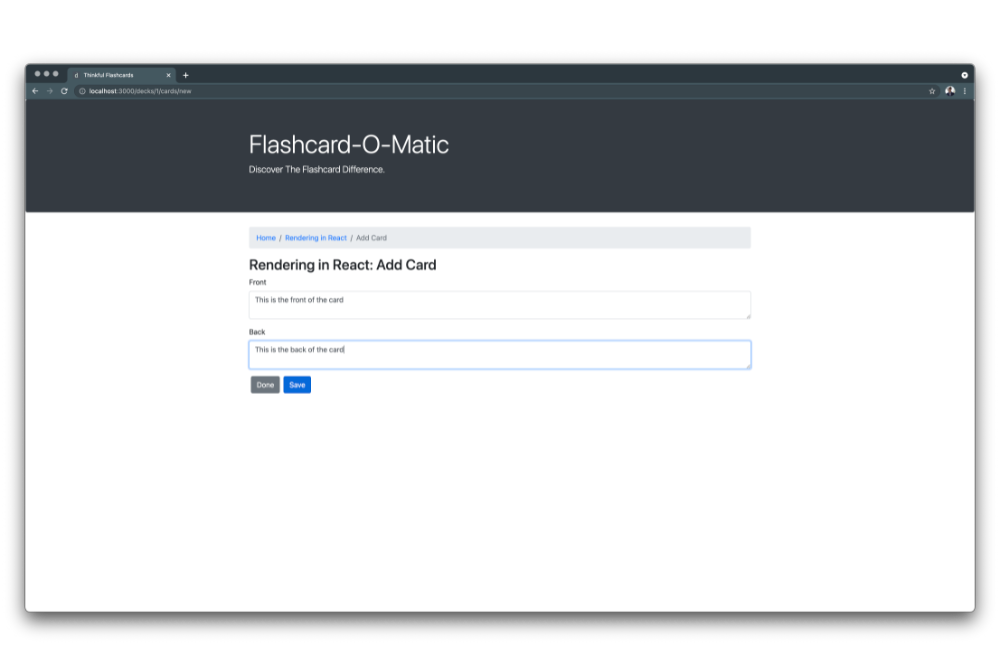 Thinkful Flashcards
localhost:3000/decks/1/cards/new
Flashcard-O-Matic
Discover The Flashcard Difference.
Home / Rendering in React / Add Card
Rendering in React: Add Card
Front
This is the front of the card
Back
This is the back of the card
Done Save